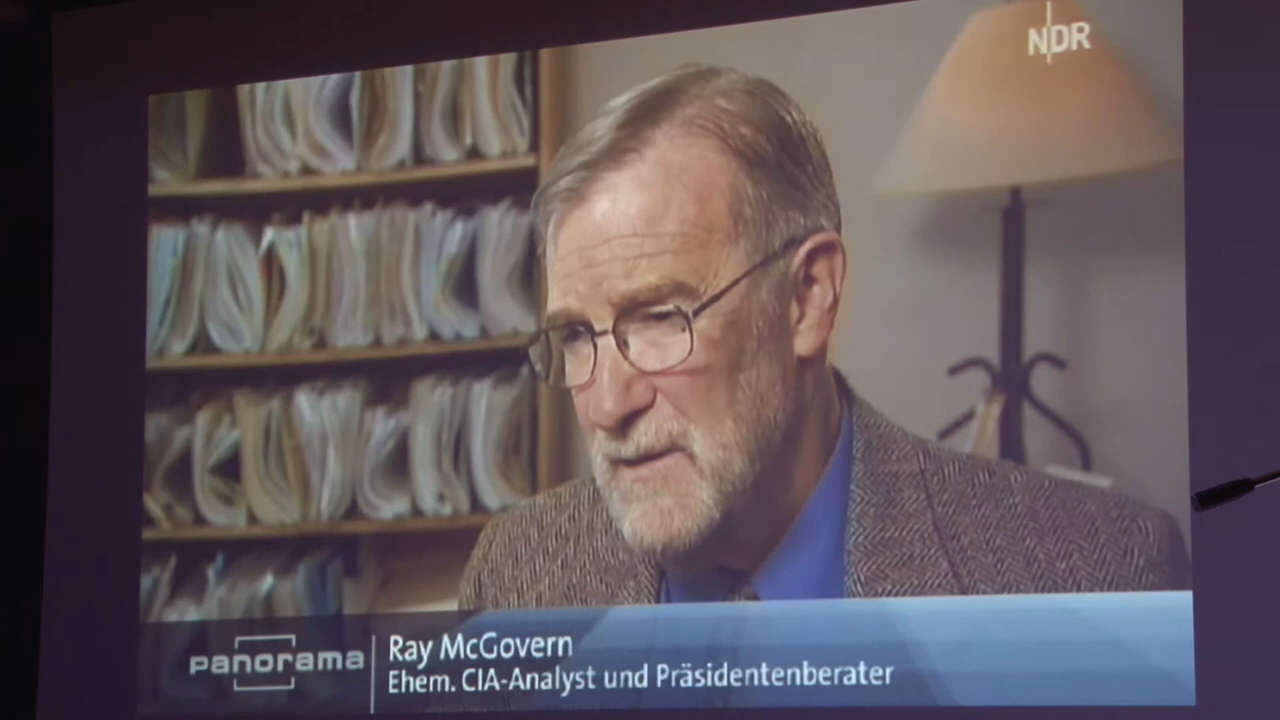 NDR
panorama
Ray McGovern
Ehem. CIA-Analyst und Präsidentenberater